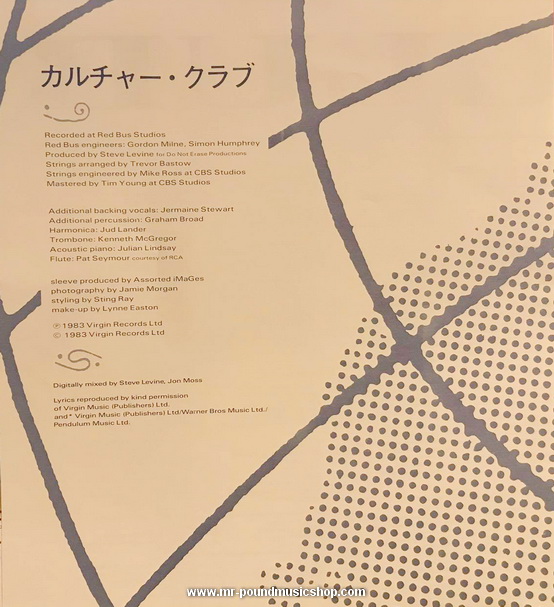 カルチャー・クラブ
Recorded at Red Bus Studios
Red Bus engineers: Gordon Milne, Simon Humphrey
Produced by Steve Levine for Do Not Erase Productions
Strings arranged by Trevor Bastow
Strings engineered by Mike Ross at CBS Studios
Mastered by Tim Young at CBS Studios
Additional backing vocals: Jermaine Stewart
Additional percussion: Graham Broad
Harmonica: Jud Lander
Trombone: Kenneth McGregor
Acoustic piano: Julian Lindsay
Flute: Pat Seymour courtesy of RCA
sleeve produced by Assorted iMaGes
photography by Jamie Morgan
styling by Sting Ray
make-up by Lynne Easton
℗ 1983 Virgin Records Ltd
© 1983 Virgin Records Ltd
Digitally mixed by Steve Levine, Jon Moss
Lyrics reproduced by kind permission
of Virgin Music (Publishers) Ltd.
and* Virgin Music (Publishers) Ltd/Warner Bros Music Ltd./
Pendulum Music Ltd.
www.mr-poundmusicshop.com